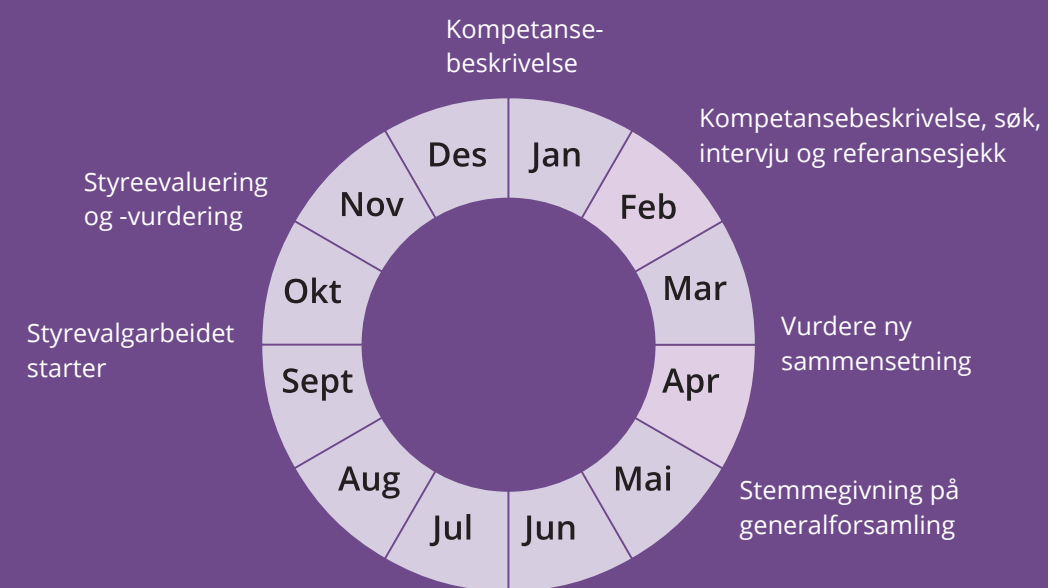 Kompetanse-
beskrivelse
Kompetansebeskrivelse, søk,
intervju og referansesjekk
Styreevaluering
og -vurdering
Styrevalgarbeidet
starter
Vurdere ny
sammensetning
Stemmegivning på
generalforsamling
Jan
Feb
Mar
Apr
Mai
Jun
Jul
Aug
Sept
Okt
Nov
Des